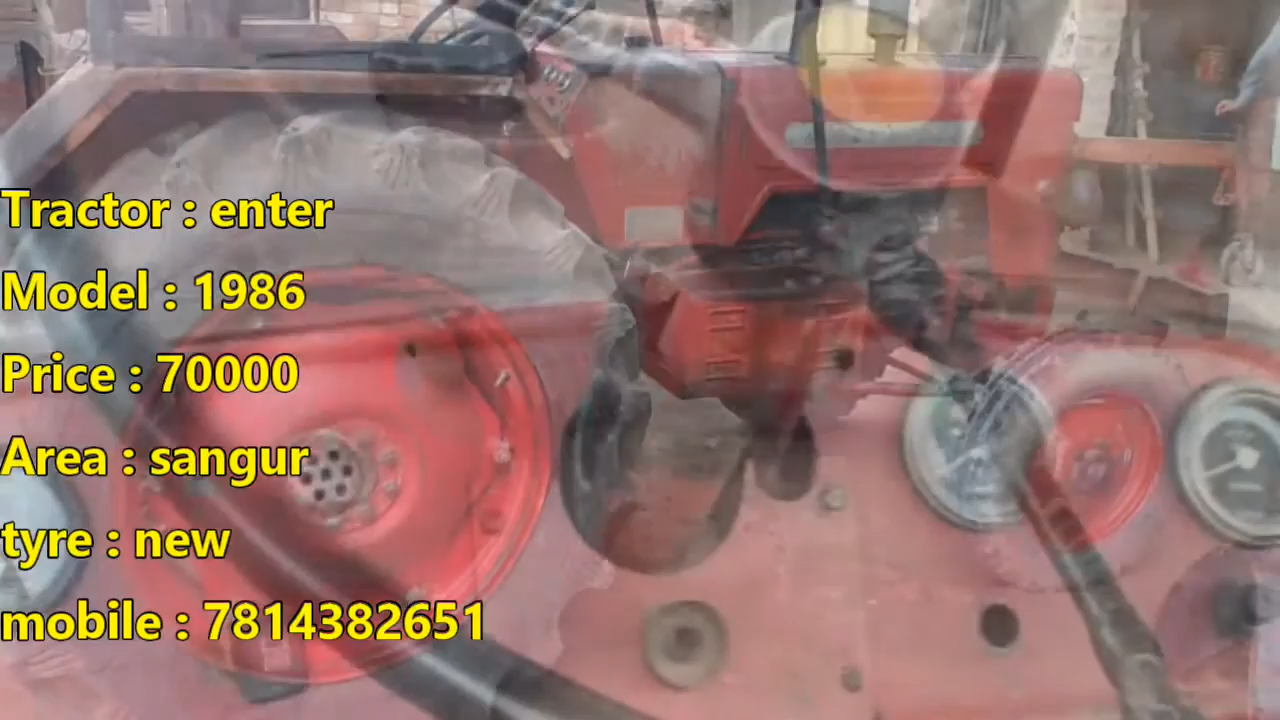 Tractor : enter
Model : 1986
Price : 70000
Area : sangur
tyre : new
mobile : 7814382651